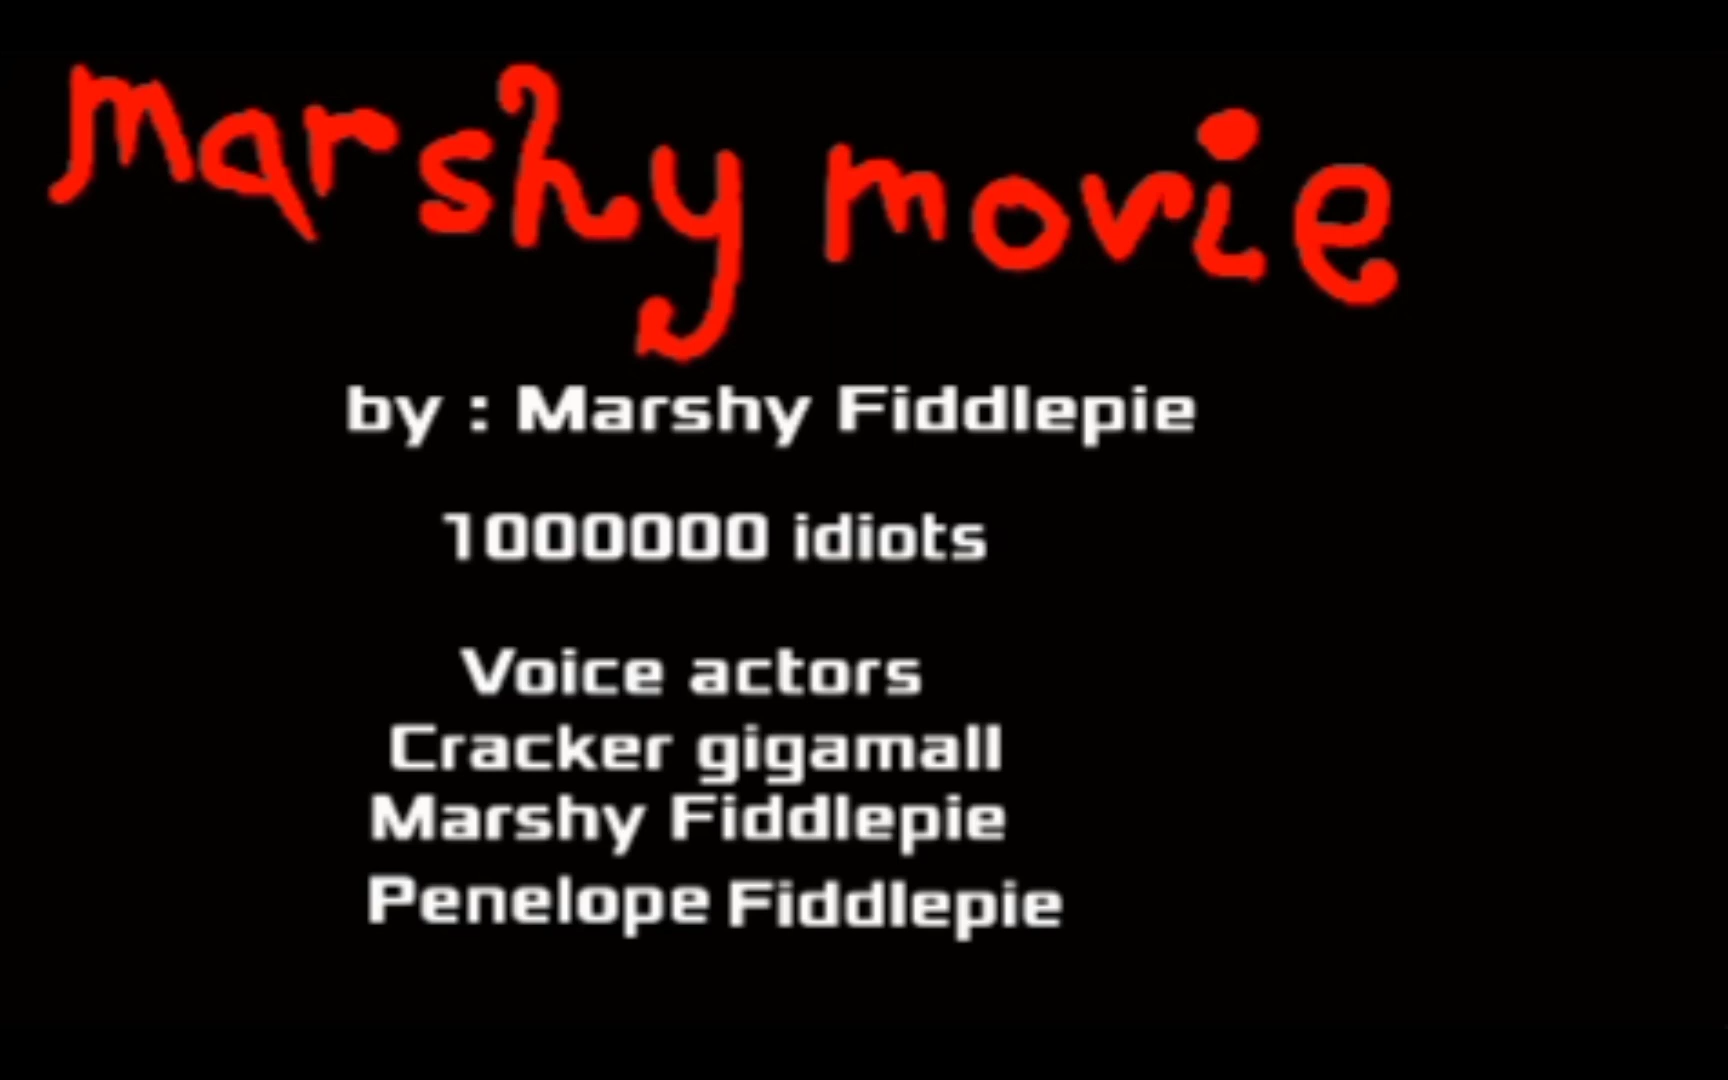 marshy movie
by : Marshy Fiddlepie
1000000 idiots
Voice actors
Cracker gigamall
Marshy Fiddlepie
Penelope Fiddlepie